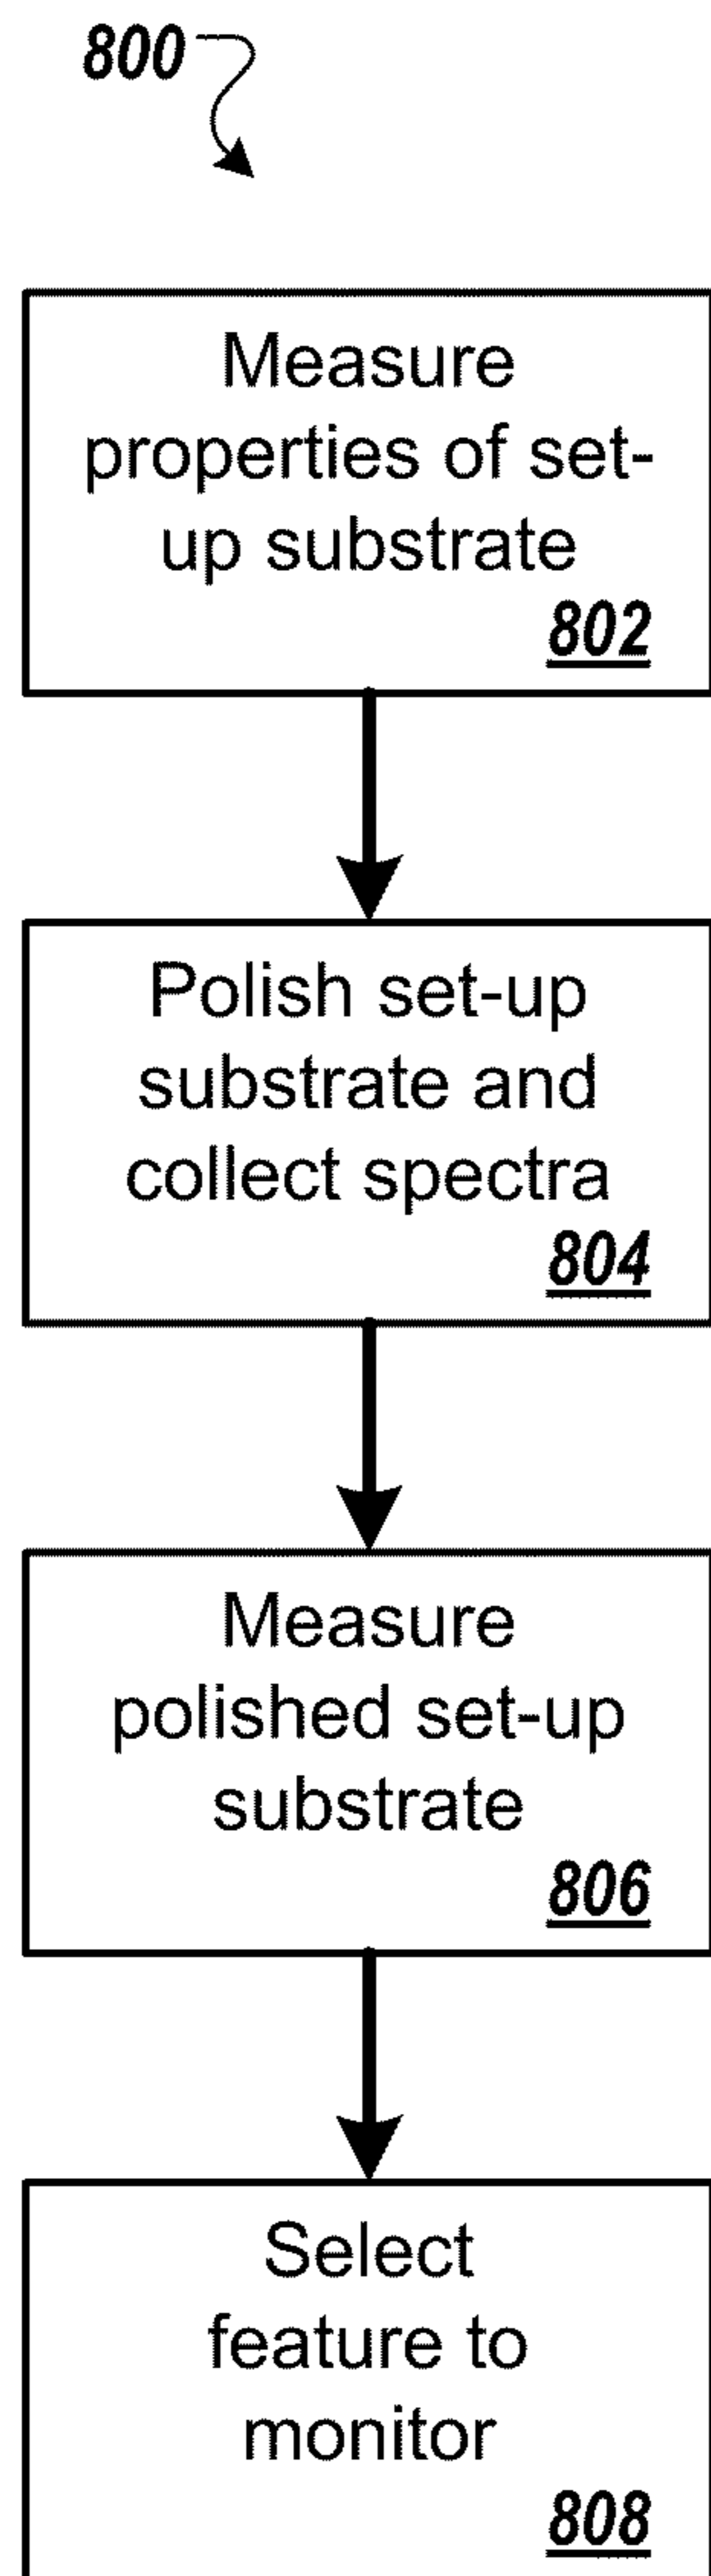 800
Measure
properties of set-
up substrate
802
Polish set-up
substrate and
collect spectra
804
Measure
polished set-up
substrate
806
Select
feature to
monitor
808